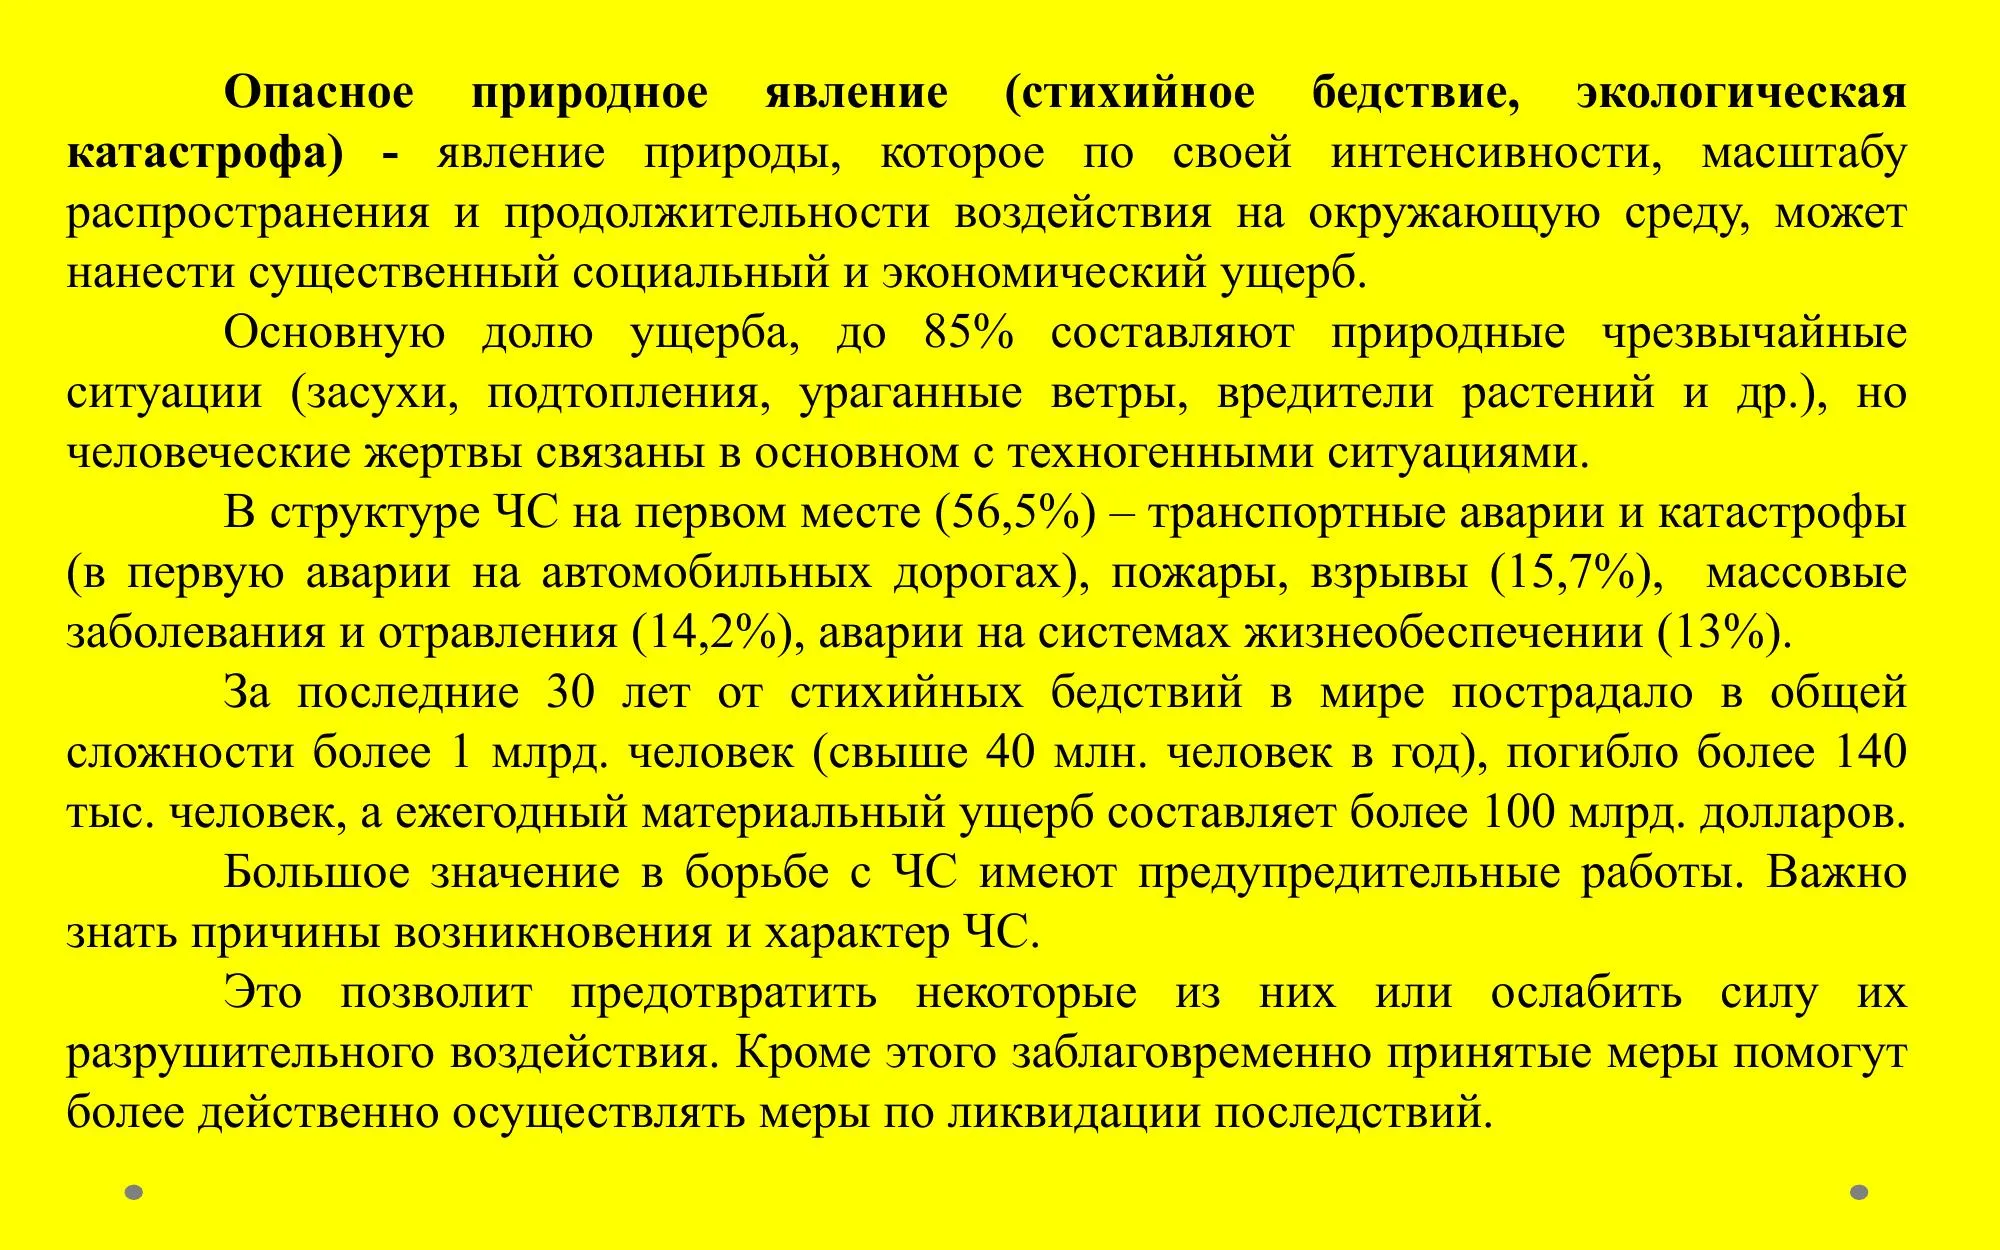 Опасное природное явление (стихийное бедствие, экологическая
катастрофа) - явление природы, которое по своей интенсивности, масштабу
распространения и продолжительности воздействия на окружающую среду, может
нанести существенный социальный и экономический ущерб.
Основную долю ущерба, до 85% составляют природные чрезвычайные
ситуации (засухи, подтопления, ураганные ветры, вредители растений и др.), но
человеческие жертвы связаны в основном с техногенными ситуациями.
В структуре ЧС на первом месте (56,5%) – транспортные аварии и катастрофы
(в первую аварии на автомобильных дорогах), пожары, взрывы (15,7%), массовые
заболевания и отравления (14,2%), аварии на системах жизнеобеспечении (13%).
За последние 30 лет от стихийных бедствий в мире пострадало в общей
сложности более 1 млрд. человек (свыше 40 млн. человек в год), погибло более 140
тыс. человек, а ежегодный материальный ущерб составляет более 100 млрд. долларов.
Большое значение в борьбе с ЧС имеют предупредительные работы. Важно
знать причины возникновения и характер ЧС.
Это позволит предотвратить некоторые из них или ослабить силу их
разрушительного воздействия. Кроме этого заблаговременно принятые меры помогут
более действенно осуществлять меры по ликвидации последствий.